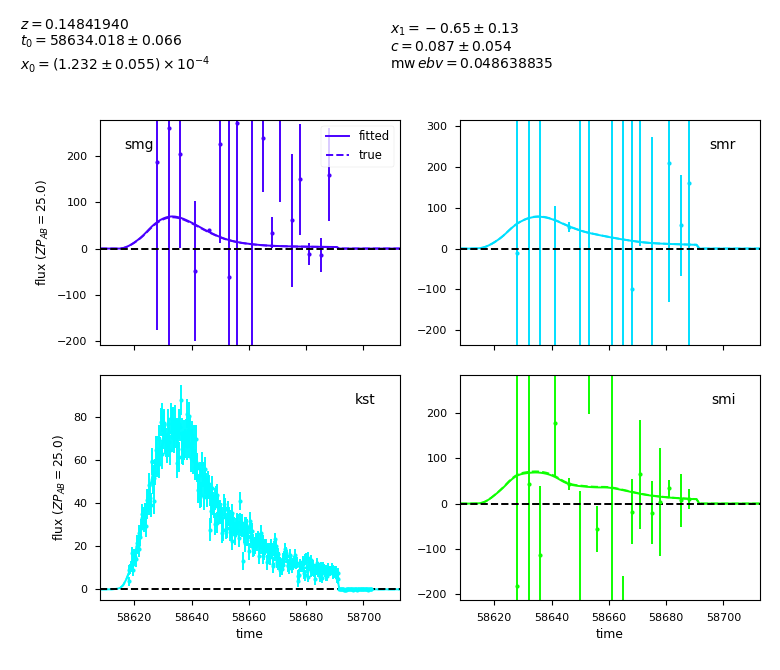 z = 0.14841940
t₀ = 58634.018 ± 0.066
x₀ = (1.232 ± 0.055) × 10⁻⁴
x₁ = −0.65 ± 0.13
c = 0.087 ± 0.054
mw ebv = 0.048638835
smg
fitted
true
200
100
0
−100
−200
flux (ZP_AB = 25.0)
smr
300
200
100
0
−100
−200
kst
80
60
40
20
0
flux (ZP_AB = 25.0)
58620 58640 58660 58680 58700
time
smi
200
100
0
−100
−200
58620 58640 58660 58680 58700
time